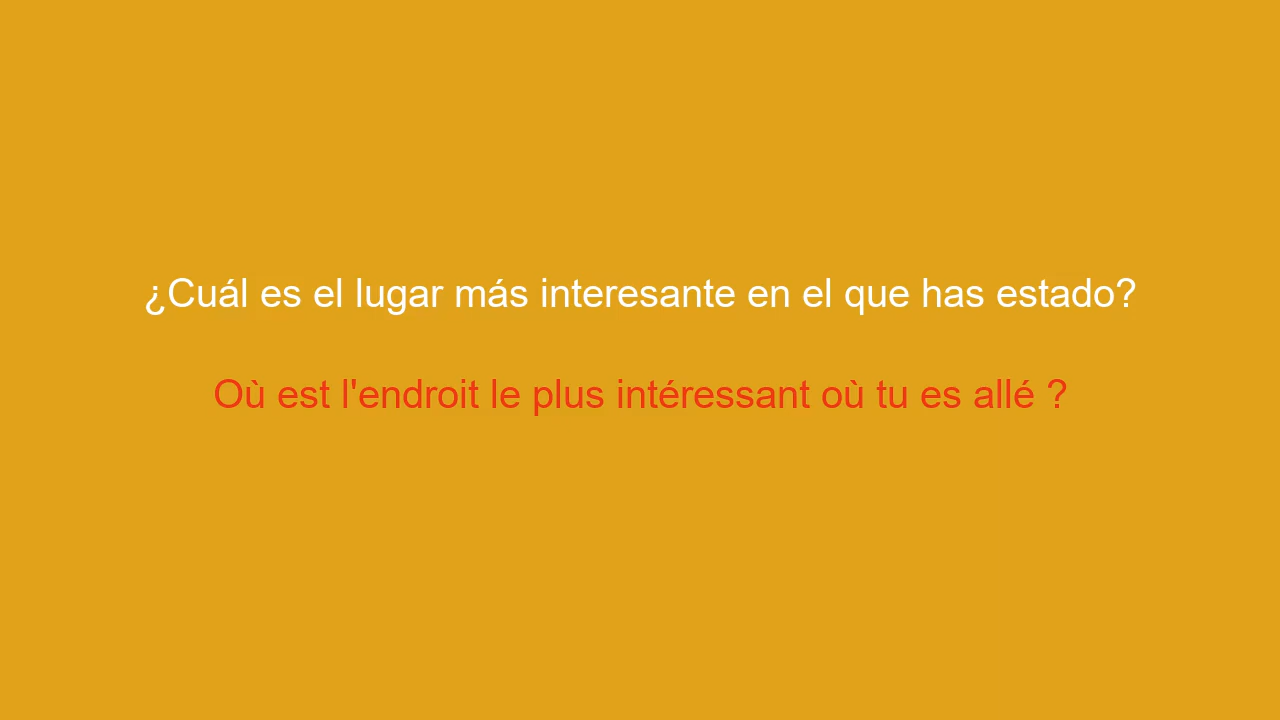 ¿Cuál es el lugar más interesante en el que has estado?
Où est l'endroit le plus intéressant où tu es allé ?